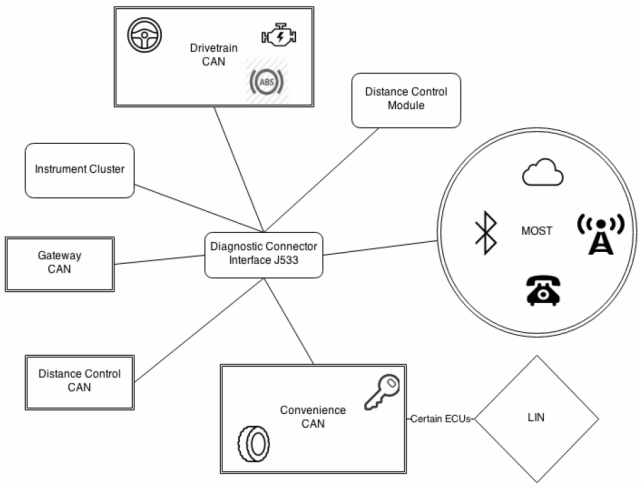 Drivetrain
CAN
ABS
Distance Control
Module
Instrument Cluster
MOST
Diagnostic Connector
Interface J533
Gateway
CAN
Distance Control
CAN
Convenience
CAN
Certain ECUs
LIN